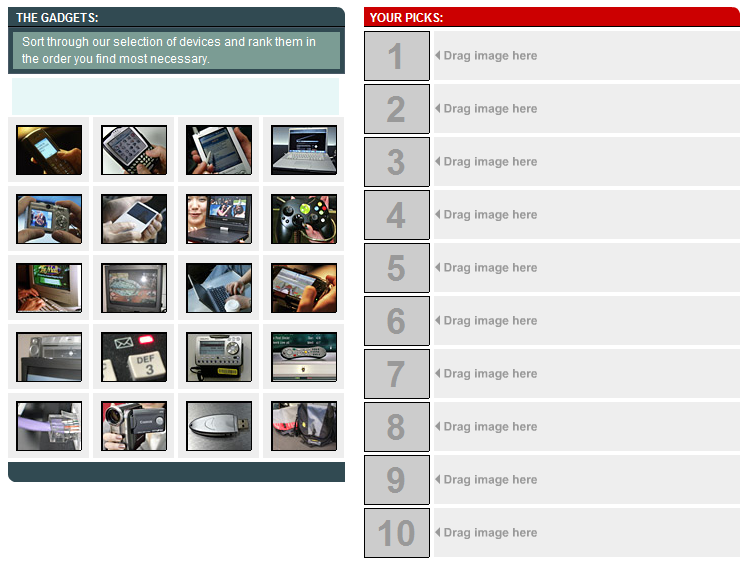 THE GADGETS:
Sort through our selection of devices and rank them in
the order you find most necessary.
DEF
3
Canon
YOUR PICKS:
1
Drag image here
2
Drag image here
3
Drag image here
4
Drag image here
5
Drag image here
6
Drag image here
7
Drag image here
8
Drag image here
9
Drag image here
10
Drag image here